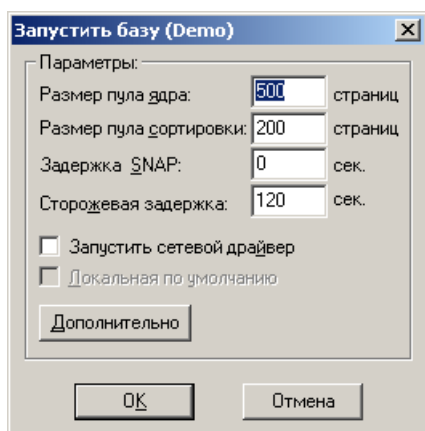 Запустить базу (Demo)
Параметры:
Размер пула ядра: 500 страниц
Размер пула сортировки: 200 страниц
Задержка SNAP: 0 сек.
Сторожевая задержка: 120 сек.
Запустить сетевой драйвер
Локальная по умолчанию
Дополнительно
OK Отмена